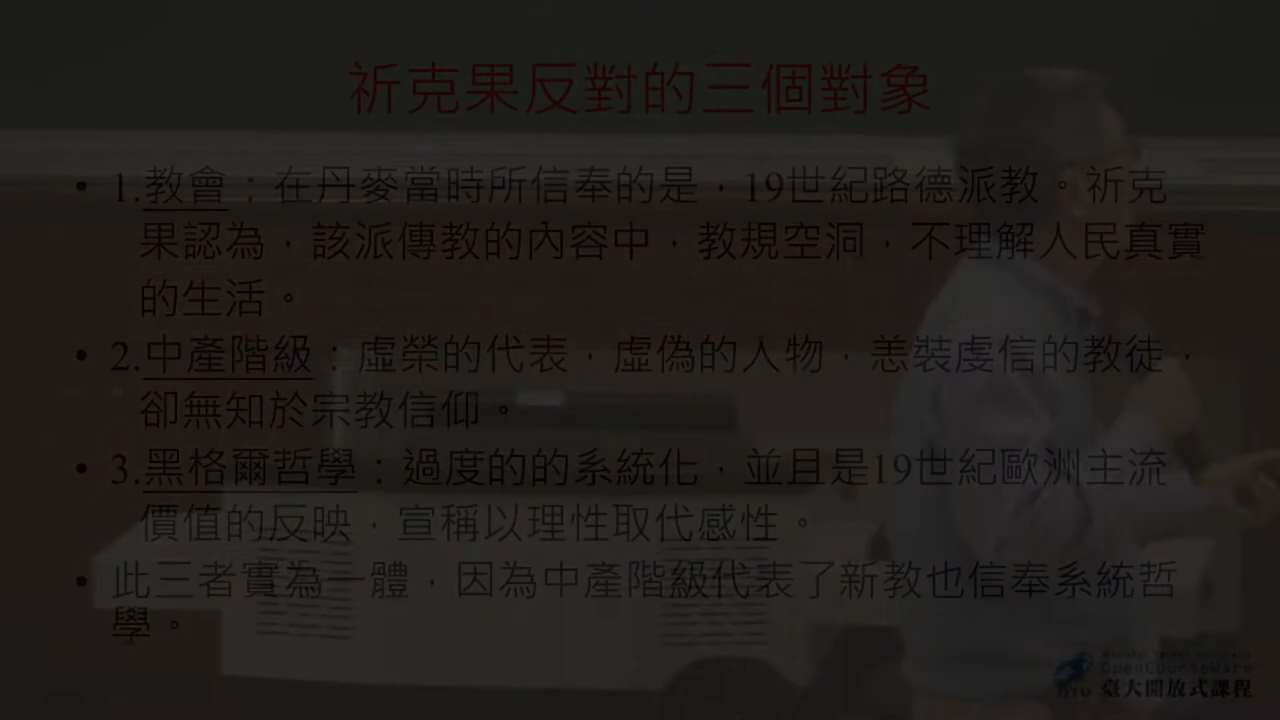 祈克果反對的三個對象
• 1.教會：在丹麥當時所信奉的是，19世紀路德派教。祈克
果認為，該派傳教的內容中，教規空洞，不理解人民真實
的生活。
• 2.中產階級：虛榮的代表，虛偽的人物，恙裝虔信的教徒，
卻無知於宗教信仰。
• 3.黑格爾哲學：過度的的系統化，並且是19世紀歐洲主流
價值的反映，宣稱以理性取代感性。
• 此三者實為一體，因為中產階級代表了新教也信奉系統哲
學。
OpenCourseWare
臺大開放式課程